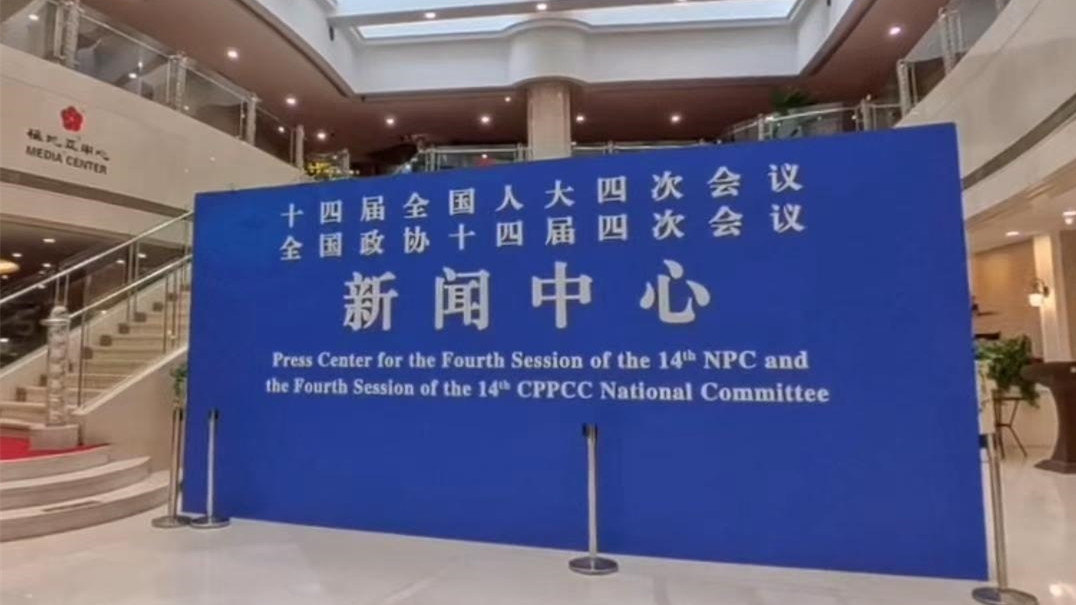 MEDIA CENTER
十四届全国人大四次会议
全国政协十四届四次会议
新闻中心
Press Center for the Fourth Session of the 14th NPC and
the Fourth Session of the 14th CPPCC National Committee